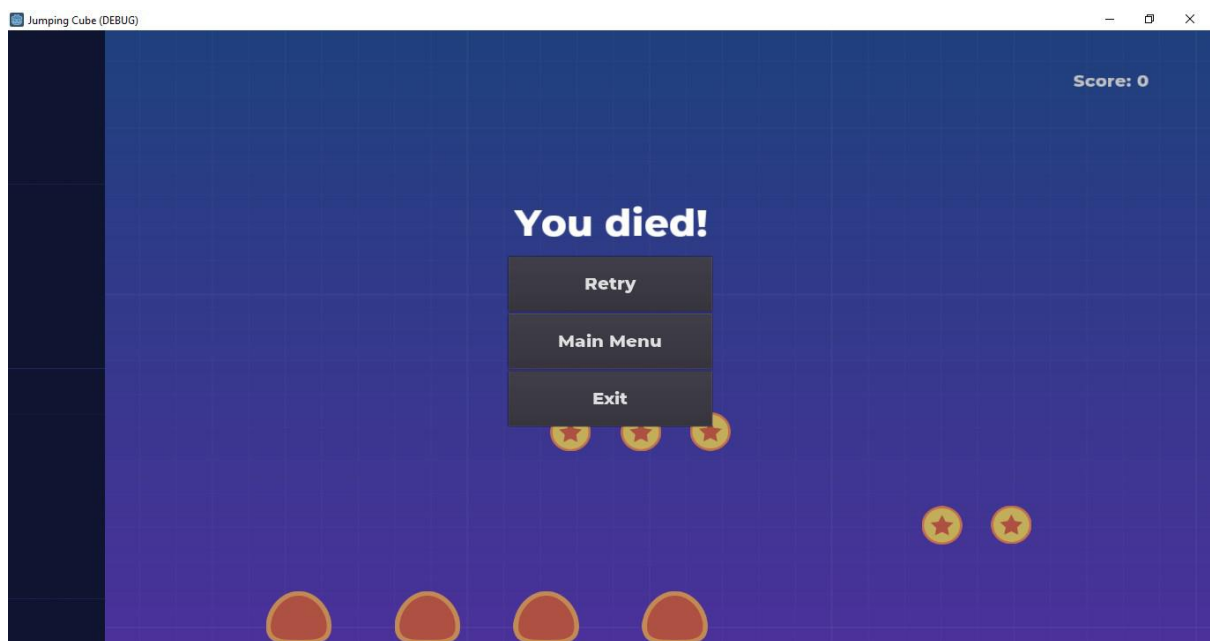 Jumping Cube (DEBUG)
Score: 0
You died!
Retry
Main Menu
Exit